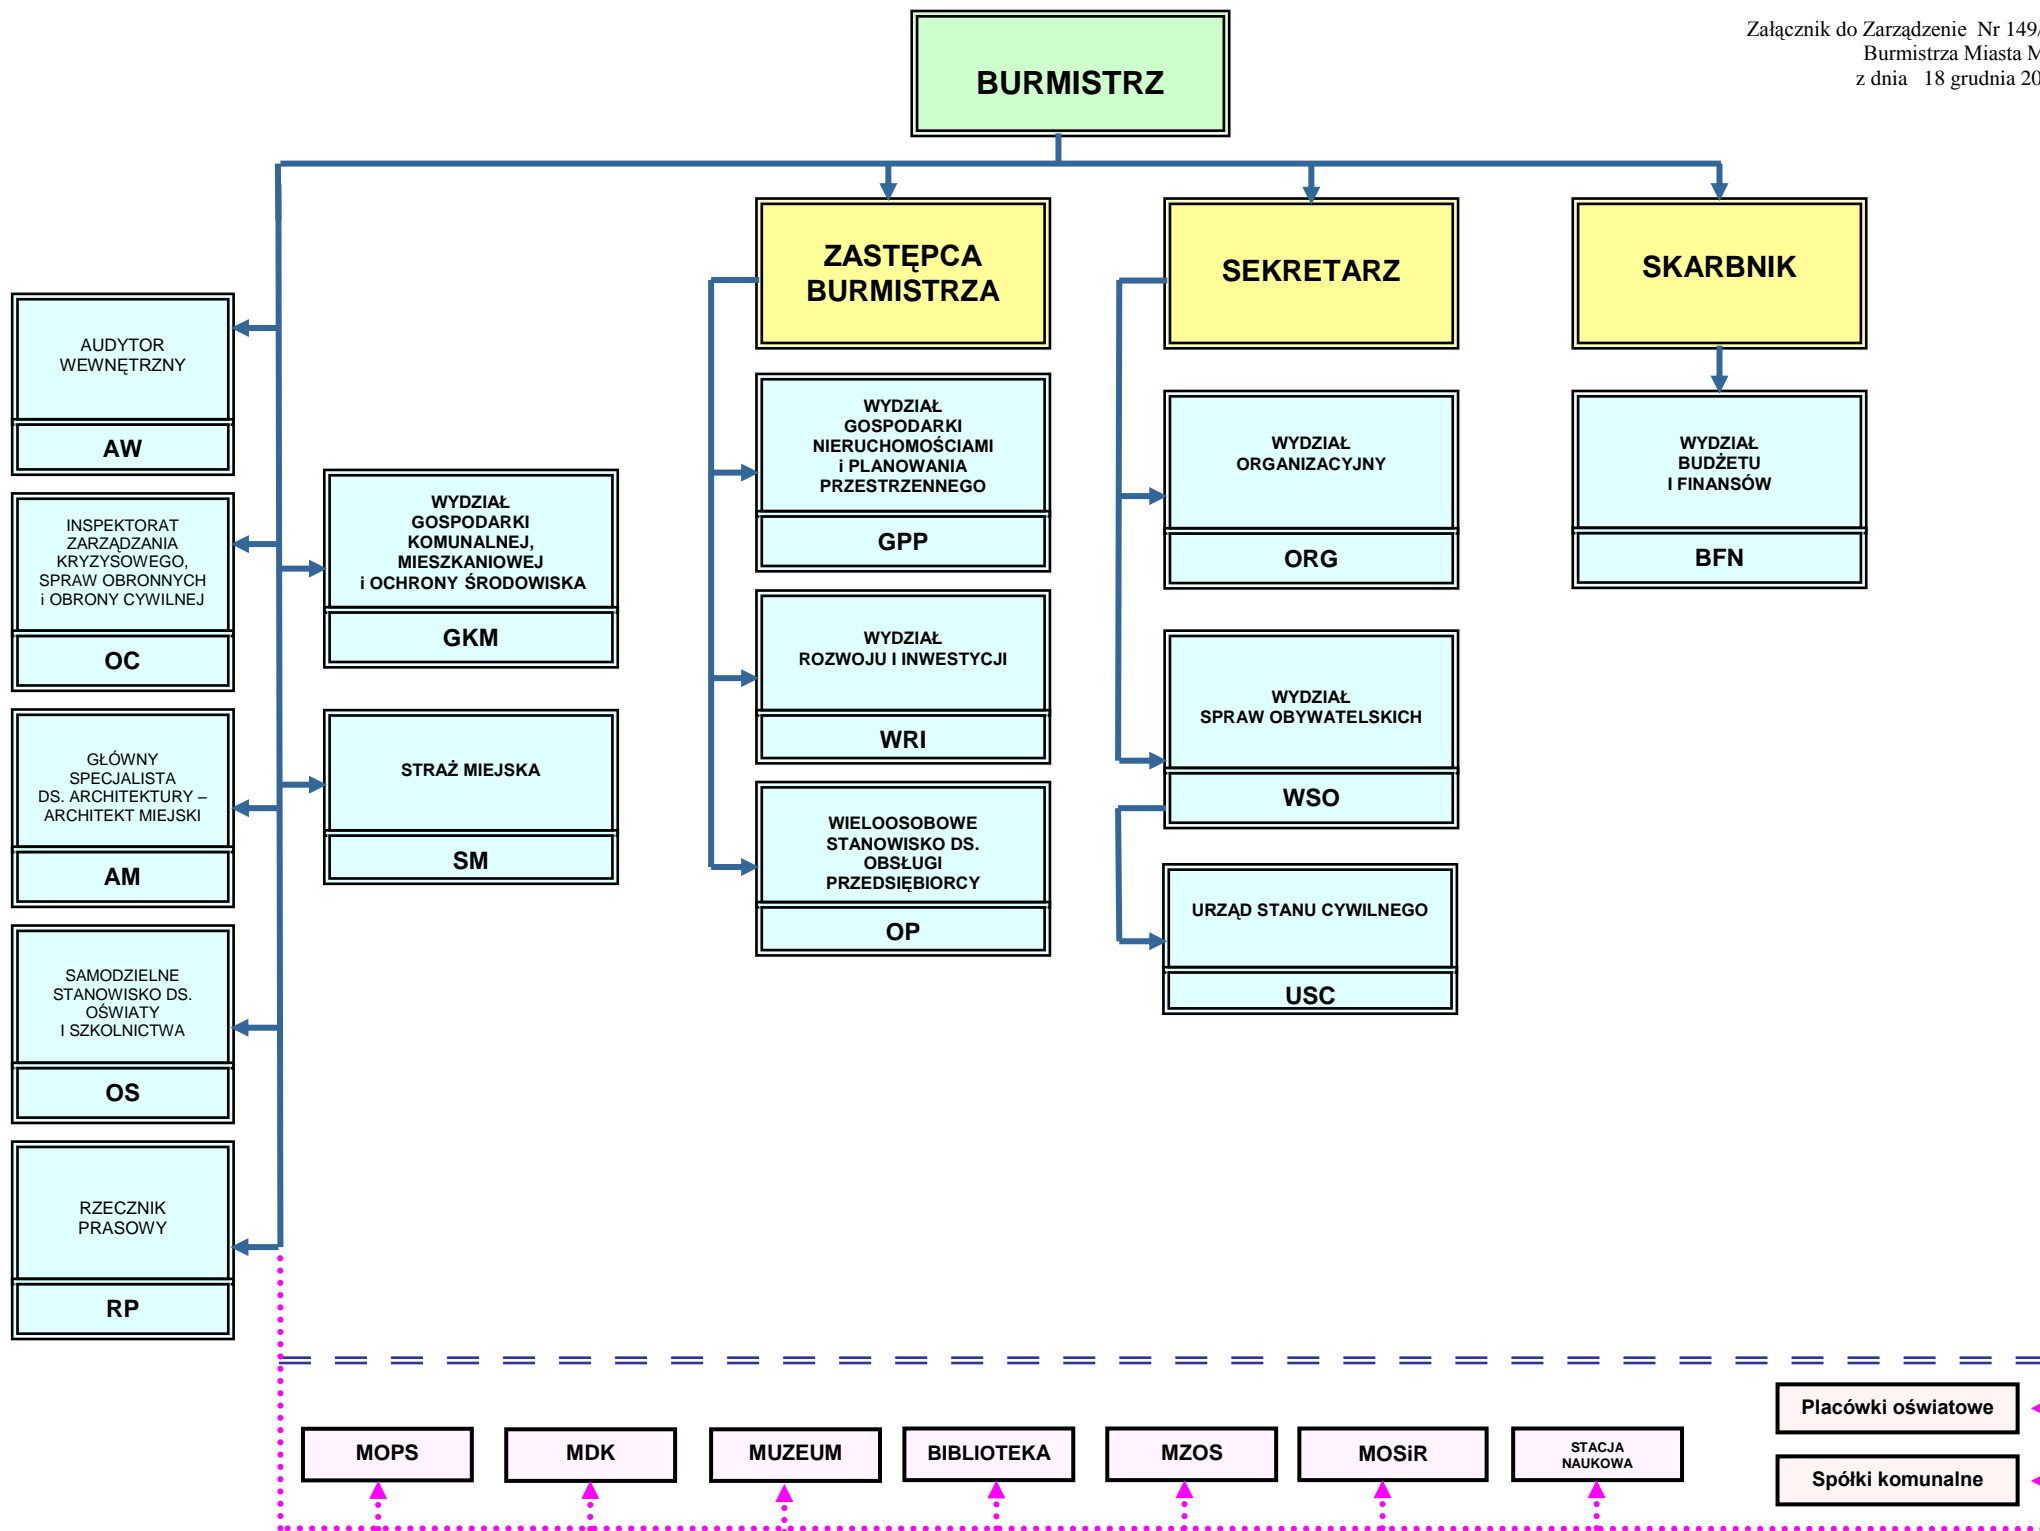 Załącznik do Zarządzenie Nr 149/
Burmistrza Miasta M
z dnia 18 grudnia 20
BURMISTRZ
ZASTĘPCA
BURMISTRZA
SEKRETARZ
SKARBNIK
AUDYTOR
WEWNĘTRZNY
AW
INSPEKTORAT
ZARZĄDZANIA
KRYZYSOWEGO,
SPRAW OBRONNYCH
i OBRONY CYWILNEJ
OC
GŁÓWNY
SPECJALISTA
DS. ARCHITEKTURY –
ARCHITEKT MIEJSKI
AM
SAMODZIELNE
STANOWISKO DS.
OŚWIATY
I SZKOLNICTWA
OS
RZECZNIK
PRASOWY
RP
WYDZIAŁ
GOSPODARKI
KOMUNALNEJ,
MIESZKANIOWEJ
i OCHRONY ŚRODOWISKA
GKM
STRAŻ MIEJSKA
SM
WYDZIAŁ
GOSPODARKI
NIERUCHOMOŚCIAMI
i PLANOWANIA
PRZESTRZENNEGO
GPP
WYDZIAŁ
ROZWOJU I INWESTYCJI
WRI
WIELOOSOBOWE
STANOWISKO DS.
OBSŁUGI
PRZEDSIĘBIORCY
OP
WYDZIAŁ
ORGANIZACYJNY
ORG
WYDZIAŁ
SPRAW OBYWATELSKICH
WSO
URZĄD STANU CYWILNEGO
USC
WYDZIAŁ
BUDŻETU
I FINANSÓW
BFN
MOPS
MDK
MUZEUM
BIBLIOTEKA
MZOS
MOSiR
STACJA
NAUKOWA
Placówki oświatowe
Spółki komunalne